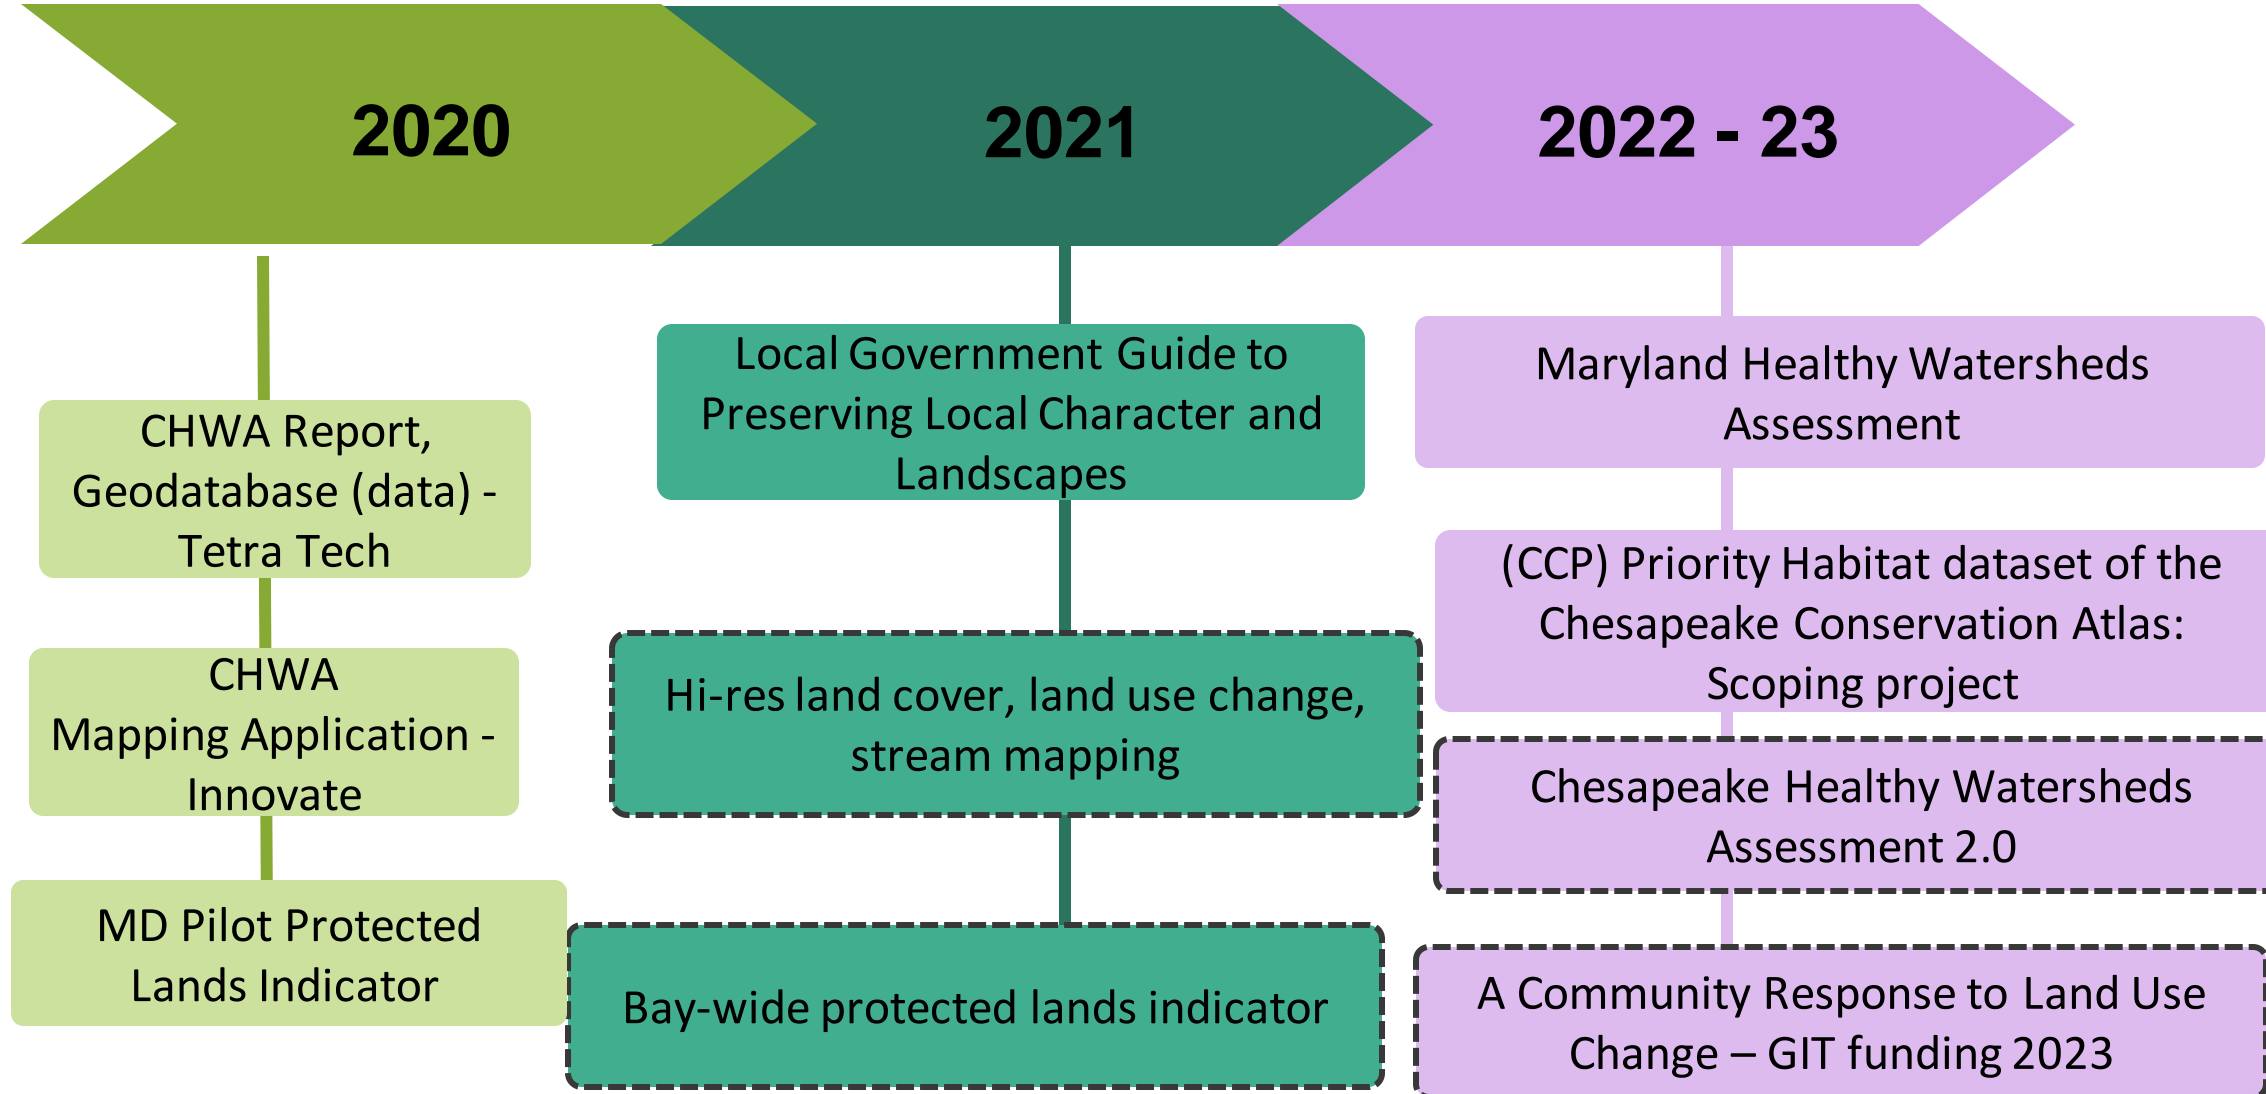 2020
2021
2022 - 23
CHWA Report,
Geodatabase (data) -
Tetra Tech
CHWA
Mapping Application -
Innovate
MD Pilot Protected
Lands Indicator
Local Government Guide to
Preserving Local Character and
Landscapes
Hi-res land cover, land use change,
stream mapping
Bay-wide protected lands indicator
Maryland Healthy Watersheds
Assessment
(CCP) Priority Habitat dataset of the
Chesapeake Conservation Atlas:
Scoping project
Chesapeake Healthy Watersheds
Assessment 2.0
A Community Response to Land Use
Change – GIT funding 2023